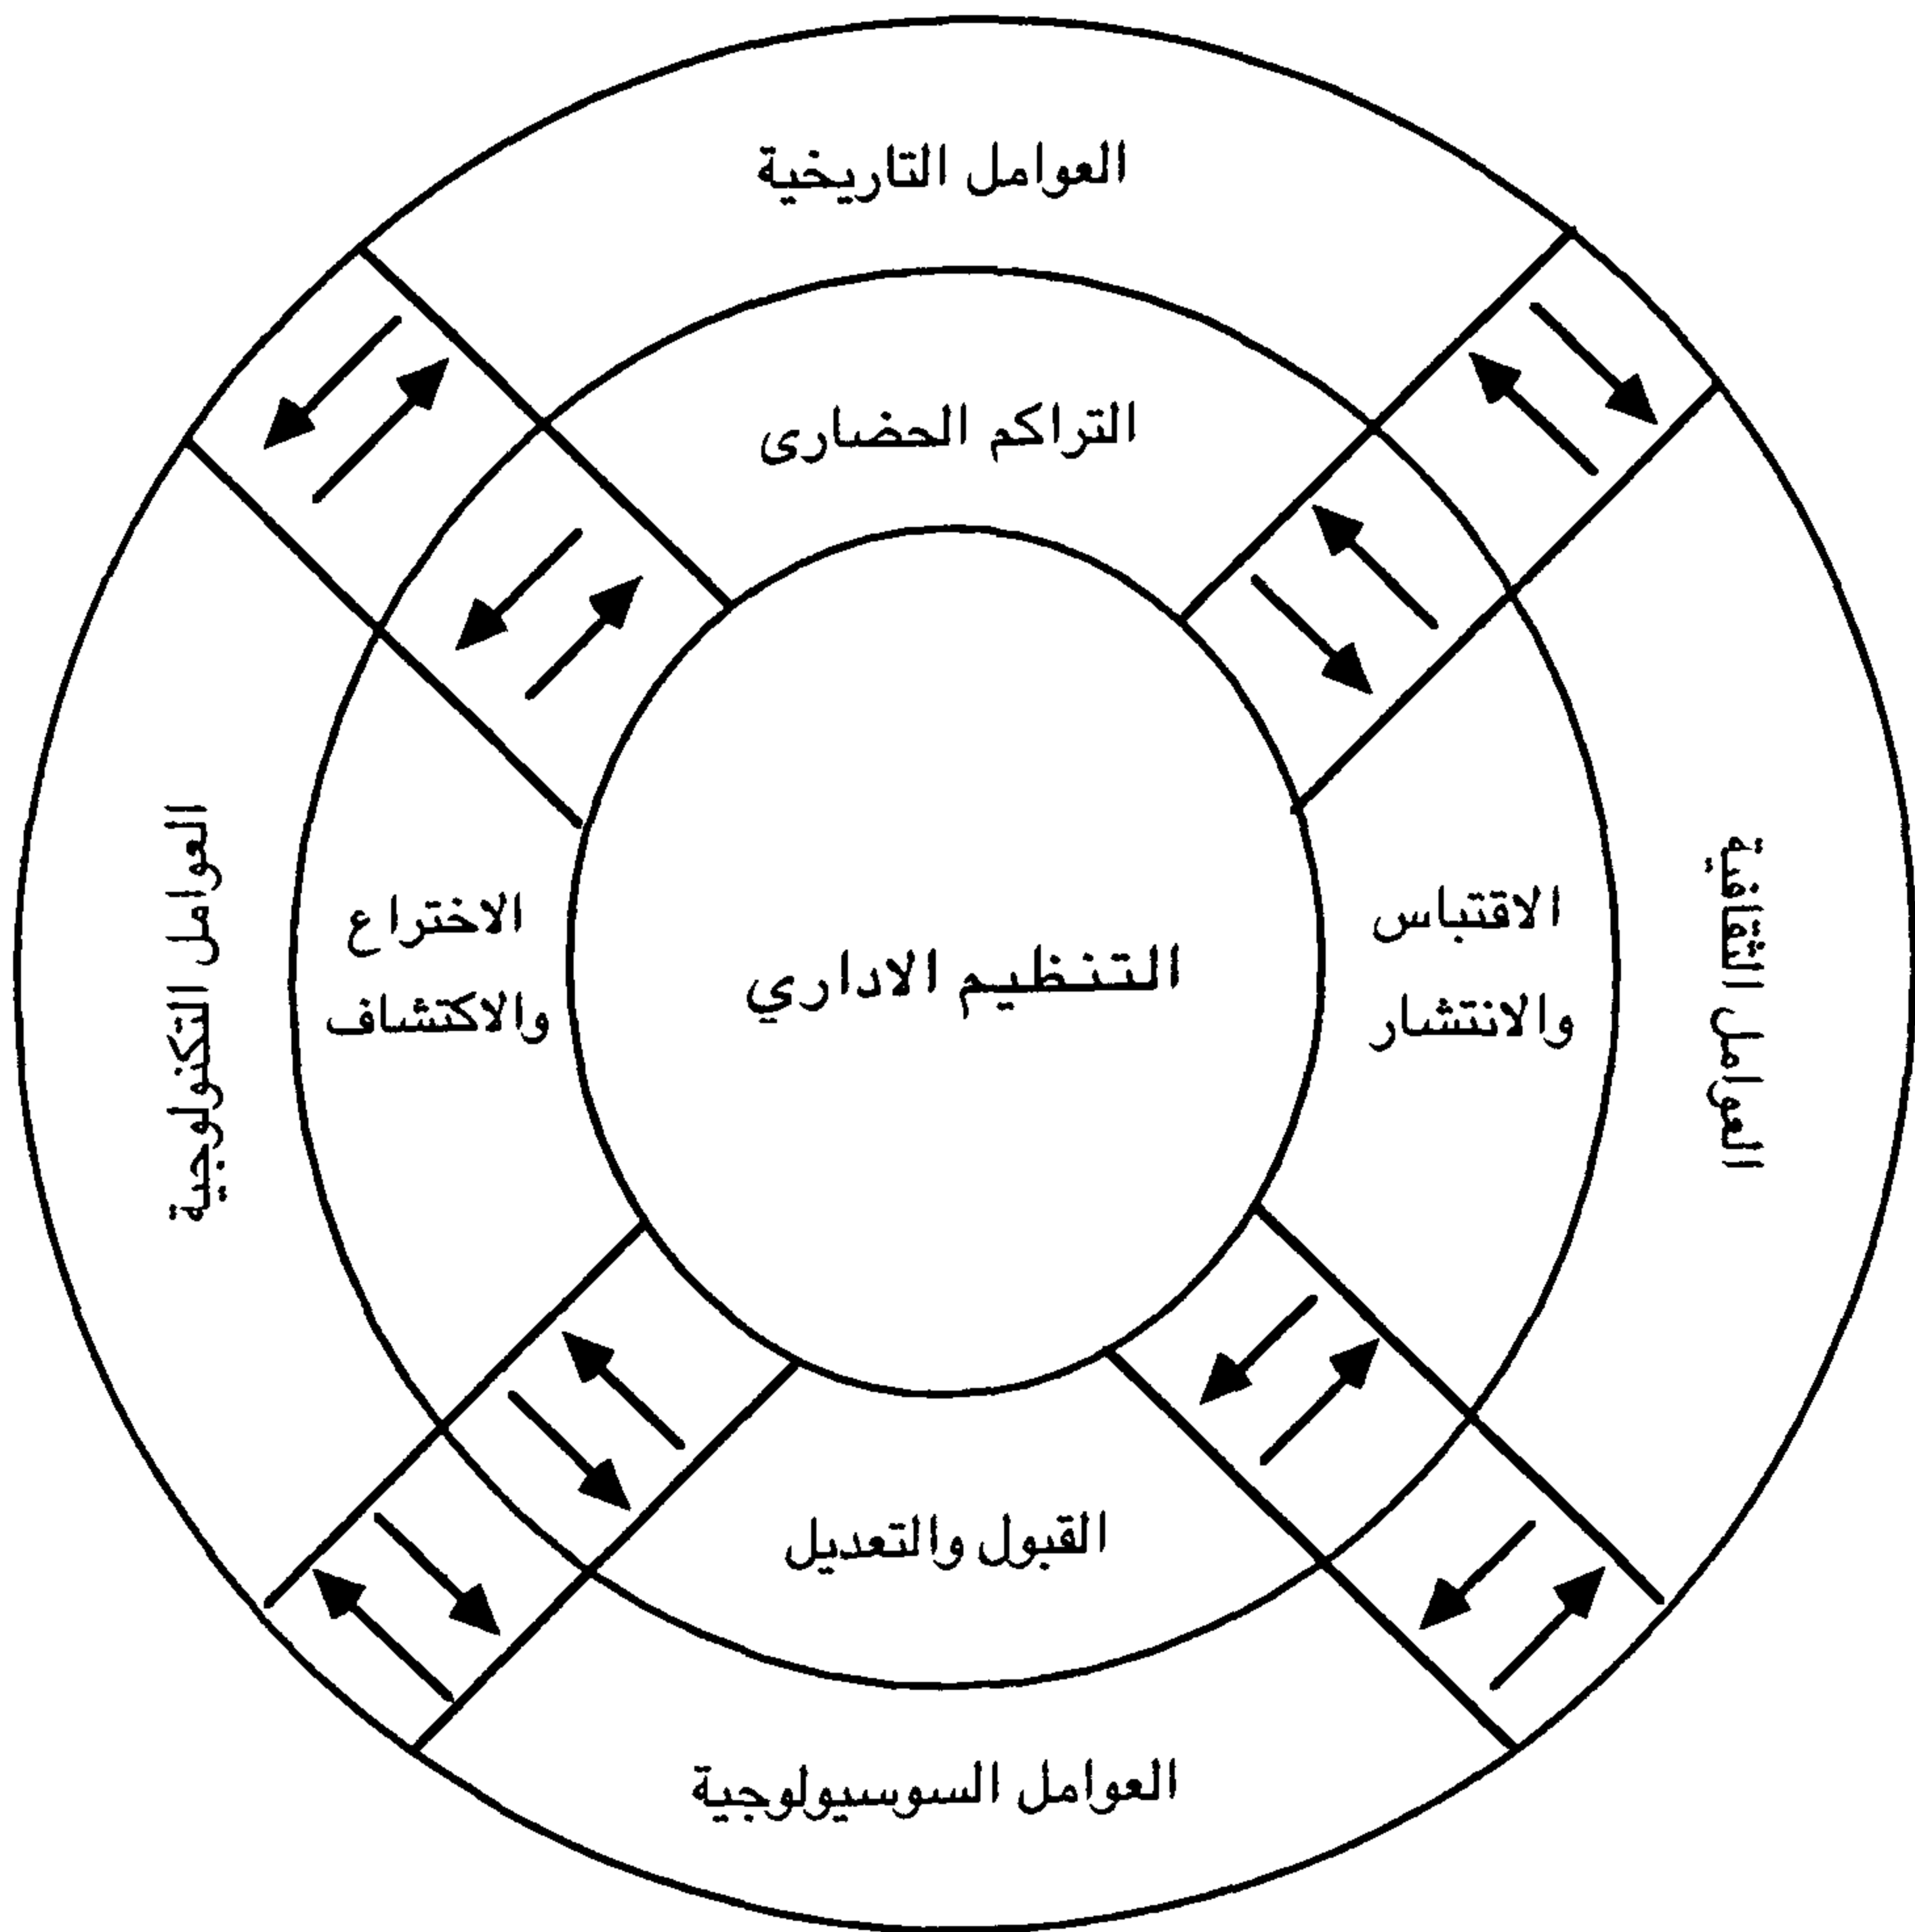 العوامل التاريخية
التراكم الحضارى
العوامل الثقافية
الاقتباس
والانتشار
التنظيم الاداري
الاختراع
والاكتشاف
العوامل التكنولوجية
القبول والتعديل
العوامل السوسيولوجية